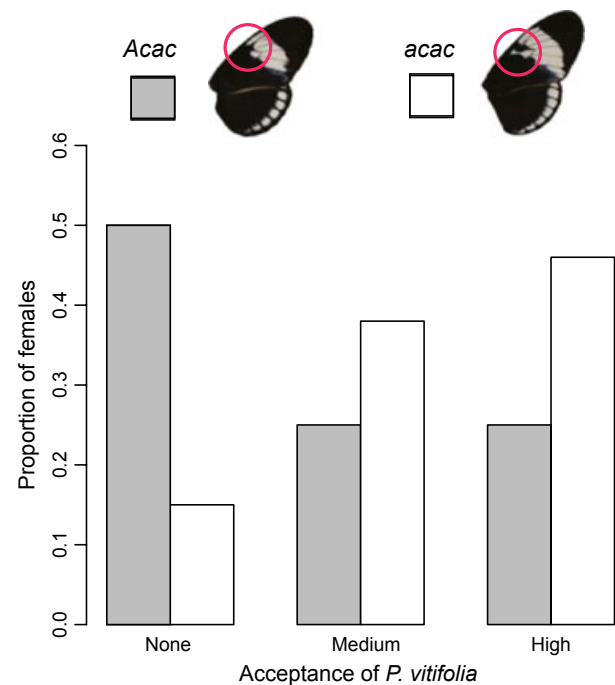 Acac acac
0.6
0.5
0.4
0.3
0.2
0.1
0.0
Proportion of females
None Medium High
Acceptance of P. vitifolia